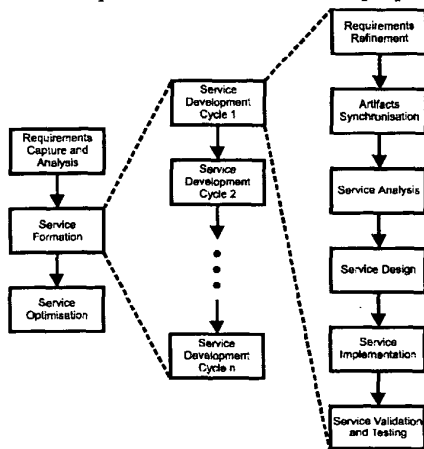 Requirements
Capture and
Analysis
Service
Formation
Service
Optimisation
Service
Development
Cycle 1
Service
Development
Cycle 2
Service
Development
Cycle n
Requirements
Refinement
Artifacts
Synchronisation
Service Analysis
Service Design
Service
Implementation
Service Validation
and Testing